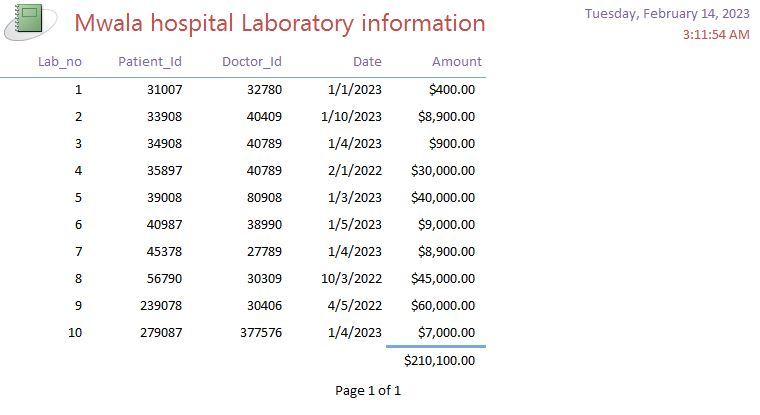 Mwala hospital Laboratory information
Tuesday, February 14, 2023
3:11:54 AM
Lab_no Patient_Id Doctor_Id Date Amount
1 31007 32780 1/1/2023 $400.00
2 33908 40409 1/10/2023 $8,900.00
3 34908 40789 1/4/2023 $900.00
4 35897 40789 2/1/2022 $30,000.00
5 39008 80908 1/3/2023 $40,000.00
6 40987 38990 1/5/2023 $9,000.00
7 45378 27789 1/4/2023 $8,900.00
8 56790 30309 10/3/2022 $45,000.00
9 239078 30406 4/5/2022 $60,000.00
10 279087 377576 1/4/2023 $7,000.00
$210,100.00
Page 1 of 1